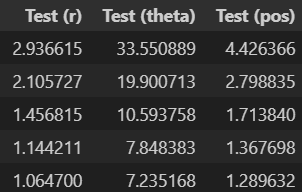 Test (r) Test (theta) Test (pos)
2.936615 33.550889 4.426366
2.105727 19.900713 2.798835
1.456815 10.593758 1.713840
1.144211 7.848383 1.367698
1.064700 7.235168 1.289632